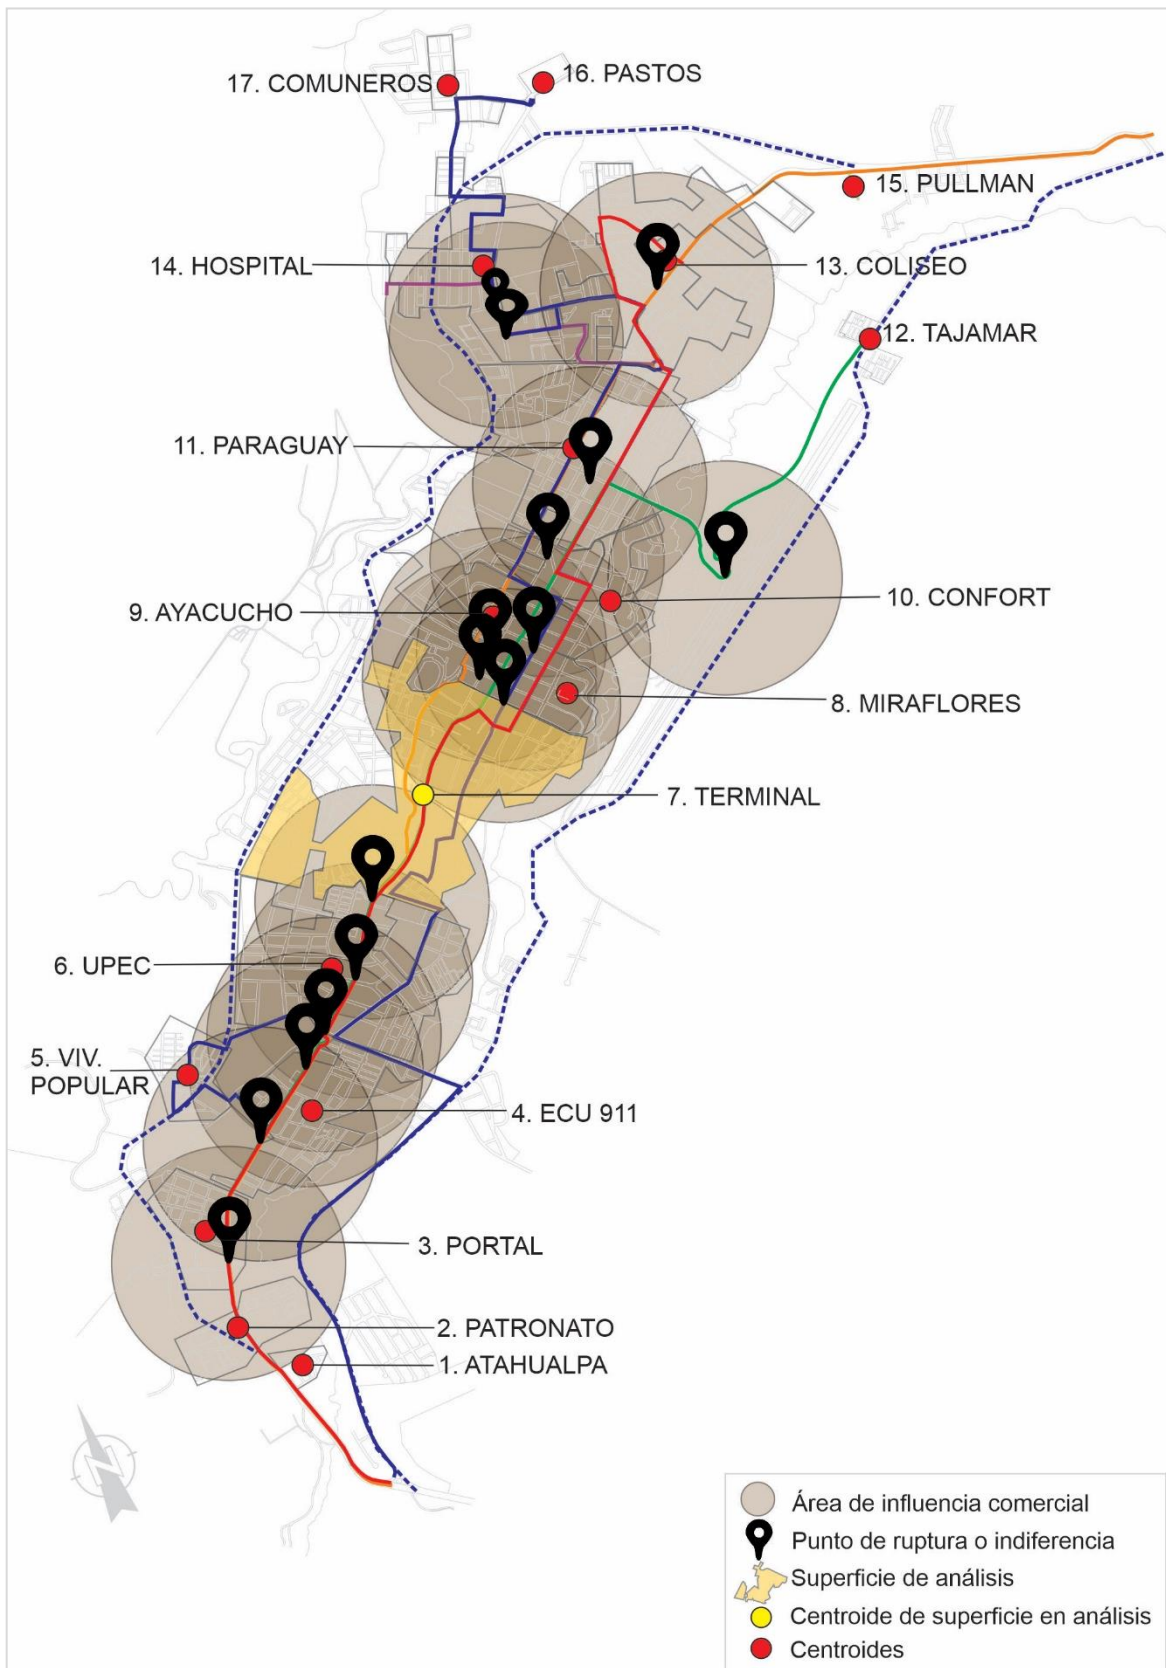 17. COMUNEROS
16. PASTOS
15. PULLMAN
14. HOSPITAL
13. COLISEO
12. TAJAMAR
11. PARAGUAY
10. CONFORT
9. AYACUCHO
8. MIRAFLORES
7. TERMINAL
6. UPEC
5. VIV.
POPULAR
4. ECU 911
3. PORTAL
2. PATRONATO
1. ATAHUALPA
Área de influencia comercial
Punto de ruptura o indiferencia
Superficie de análisis
Centroide de superficie en análisis
Centroides